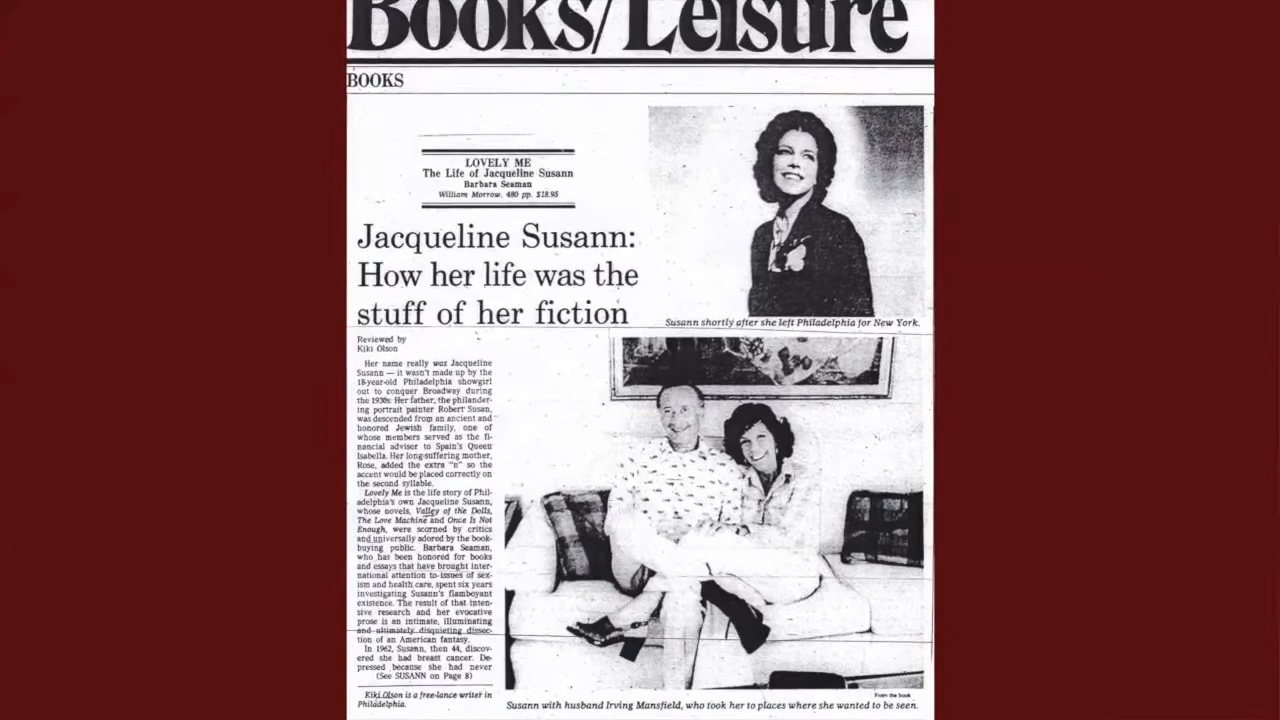 Books/Leisure
BOOKS
LOVELY ME
The Life of Jacqueline Susann
Barbara Seaman
William Morrow. 480 pp. $18.95
Jacqueline Susann:
How her life was the
stuff of her fiction
Susann shortly after she left Philadelphia for New York.
Reviewed by
Kiki Olson
Her name really was Jacqueline
Susann — it wasn't made up by the
18-year-old Philadelphia showgirl
out to conquer Broadway during
the 1930s. Her father, the philander-
ing portrait painter Robert Susan,
was descended from an ancient and
honored Jewish family, one of
whose members served as the fi-
nancial adviser to Spain's Queen
Isabella. Her long-suffering mother,
Rose, added the extra "n" so the
accent would be placed correctly on
the second syllable.
Lovely Me is the life story of Phil-
adelphia's own Jacqueline Susann,
whose novels, Valley of the Dolls,
The Love Machine and Once Is Not
Enough, were scorned by critics
and universally adored by the book-
buying public. Barbara Seaman,
who has been honored for books
and essays that have brought inter-
national attention to issues of sex-
ism and health care, spent six years
investigating Susann's flamboyant
existence. The result of that inten-
sive research and her evocative
prose is an intimate, illuminating
and ultimately disquieting dissec-
tion of an American fantasy.
In 1962, Susann, then 44, discov-
ered she had breast cancer. De-
pressed because she had never
(See SUSANN on Page 8)
Kiki Olson is a free-lance writer in
Philadelphia.
From the book
Susann with husband Irving Mansfield, who took her to places where she wanted to be seen.